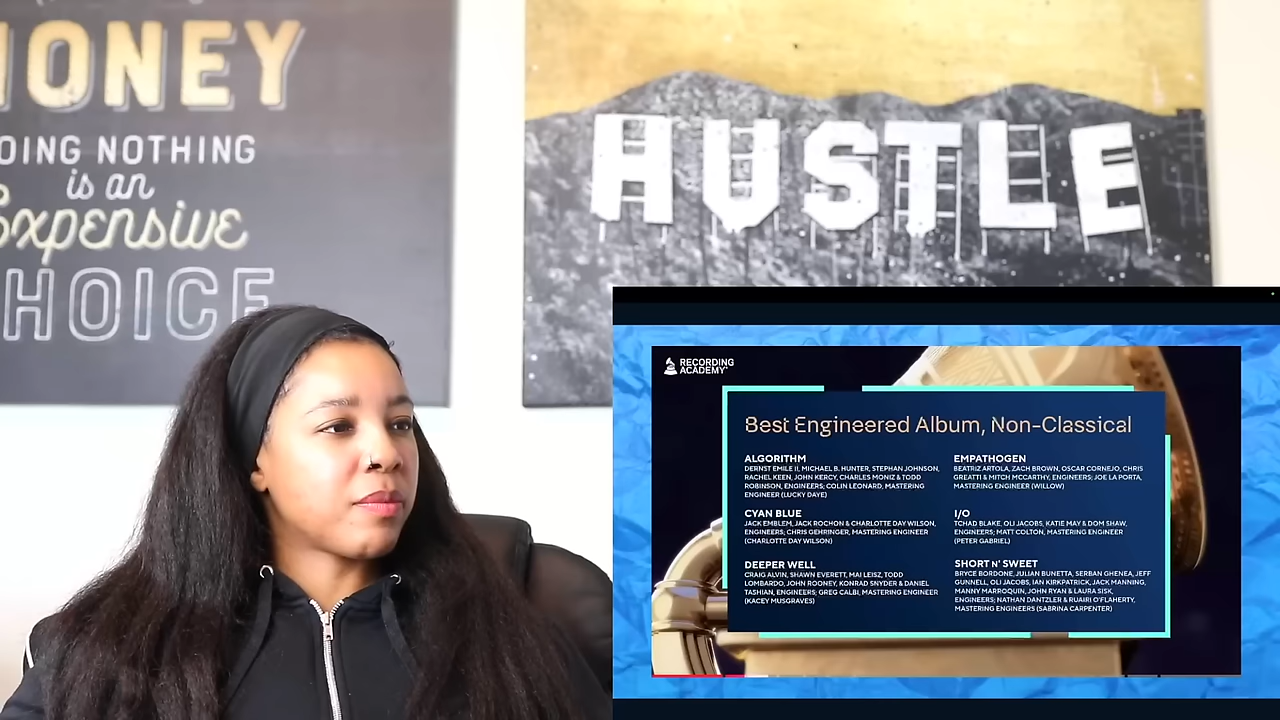 MONEY
DOING NOTHING
is an
Expensive
CHOICE
HUSTLE
RECORDING
ACADEMY
Best Engineered Album, Non-Classical
ALGORITHM
DERNST EMILE II, MICHAEL B. HUNTER, STEPHAN JOHNSON,
RACHEL KEEN, JOHN KERCY, CHARLES MONIZ & TODD
ROBINSON, ENGINEERS; COLIN LEONARD, MASTERING
ENGINEER (LUCKY DAYE)
CYAN BLUE
JACK EMBLEM, JACK ROCHON & CHARLOTTE DAY WILSON,
ENGINEERS; CHRIS GEHRINGER, MASTERING ENGINEER
(CHARLOTTE DAY WILSON)
DEEPER WELL
CRAIG ALVIN, SHAWN EVERETT, MAI LEISZ, TODD
LOMBARDO, JOHN ROONEY, KONRAD SNYDER & DANIEL
TASHIAN, ENGINEERS; GREG CALBI, MASTERING ENGINEER
(KACEY MUSGRAVES)
EMPATHOGEN
BEATRIZ ARTOLA, ZACH BROWN, OSCAR CORNEJO, CHRIS
GREATTI & MITCH MCCARTHY, ENGINEERS; JOE LA PORTA,
MASTERING ENGINEER (WILLOW)
I/O
TCHAD BLAKE, OLI JACOBS, KATIE MAY & DOM SHAW,
ENGINEERS; MATT COLTON, MASTERING ENGINEER
(PETER GABRIEL)
SHORT N' SWEET
BRYCE BORDONE, JULIAN BUNETTA, SERBAN GHENEA, JEFF
GUNNELL, OLI JACOBS, IAN KIRKPATRICK, JACK MANNING,
MANNY MARROQUIN, JOHN RYAN & LAURA SISK,
ENGINEERS; NATHAN DANTZLER & RUAIRI O'FLAHERTY,
MASTERING ENGINEERS (SABRINA CARPENTER)